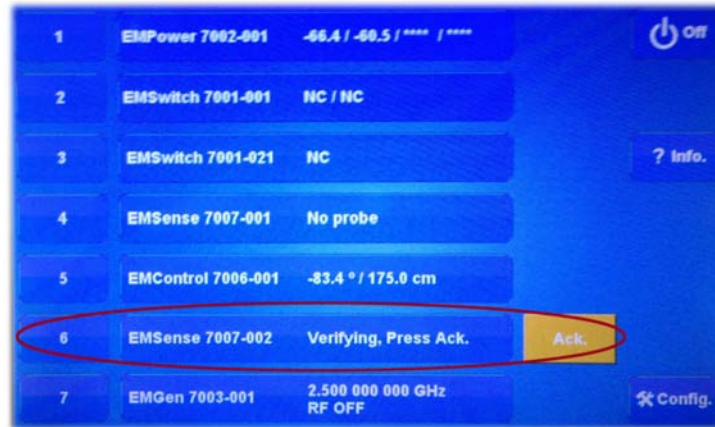 1 EMPower 7002-001 -66.4 / -60.5 / **** / ****
Off
2 EMSwitch 7001-001 NC / NC
3 EMSwitch 7001-021 NC
? Info.
4 EMSense 7007-001 No probe
5 EMControl 7006-001 -83.4 º / 175.0 cm
6 EMSense 7007-002 Verifying, Press Ack. Ack.
7 EMGen 7003-001 2.500 000 000 GHz
RF OFF
Config.